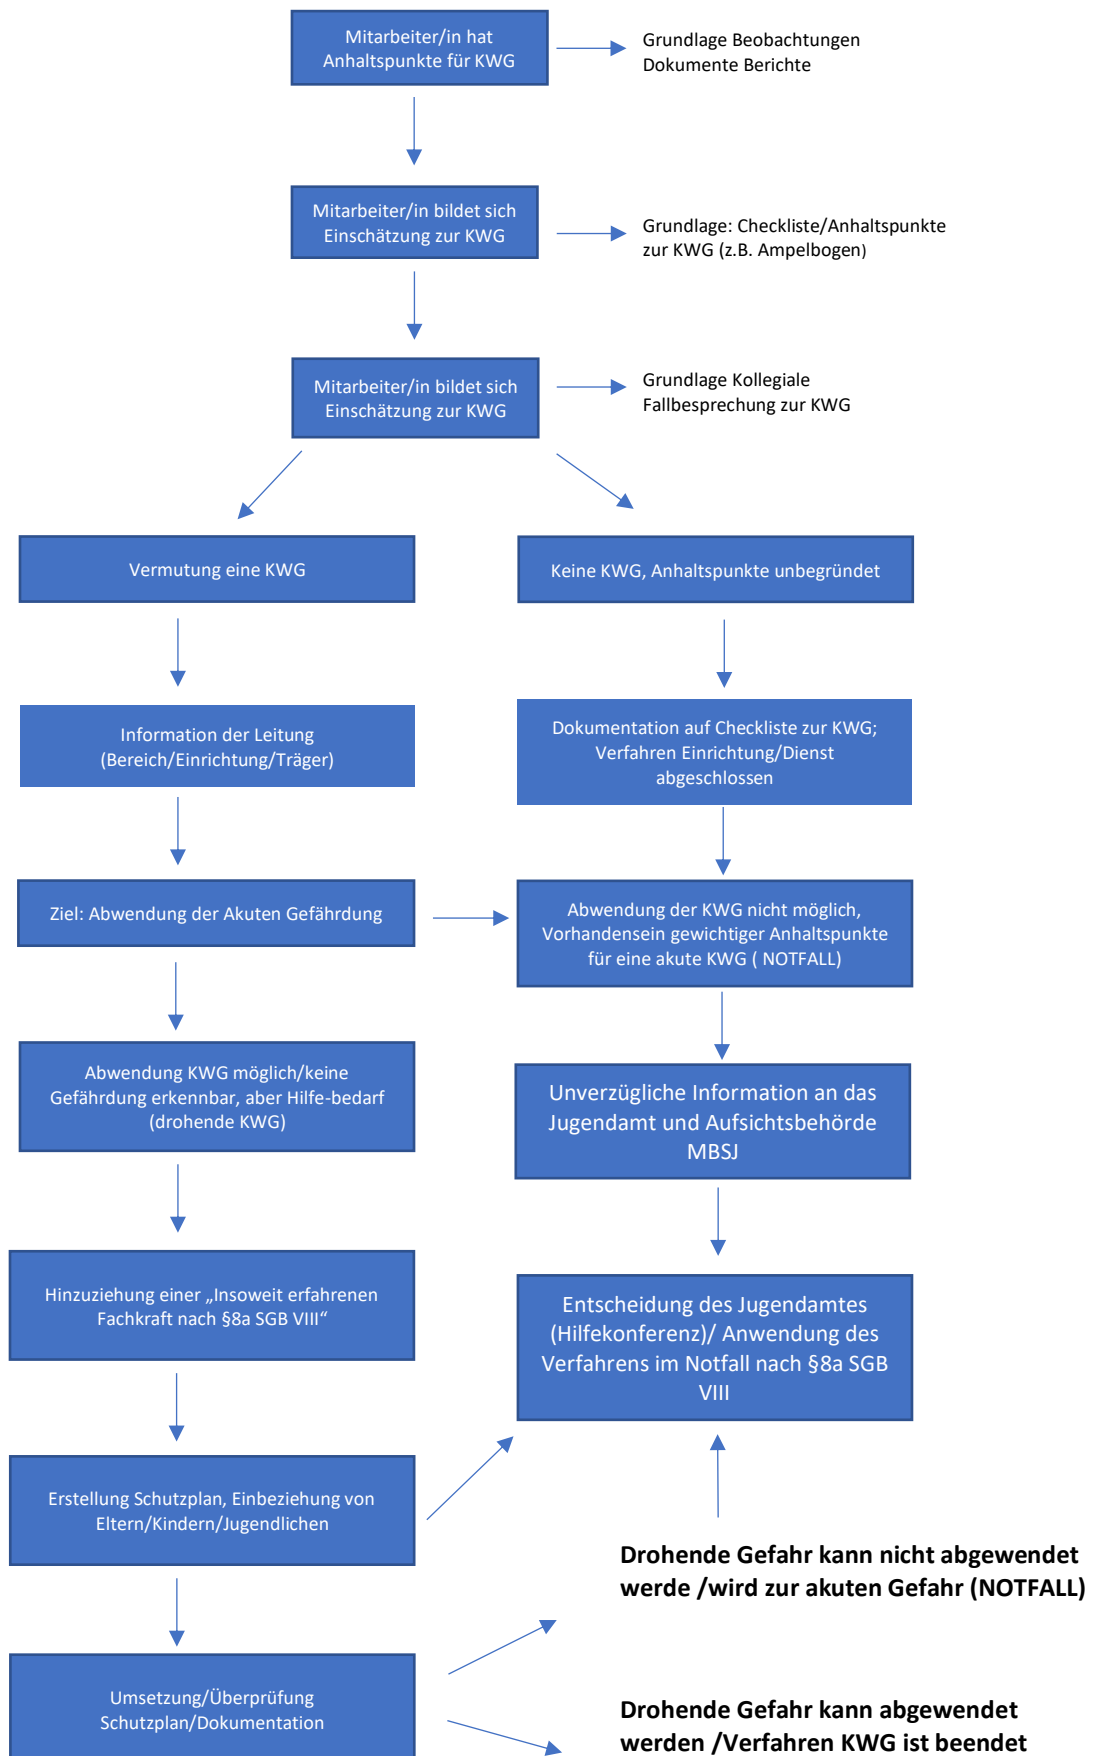 Mitarbeiter/in hat
Anhaltspunkte für KWG
Grundlage Beobachtungen
Dokumente Berichte
Mitarbeiter/in bildet sich
Einschätzung zur KWG
Grundlage: Checkliste/Anhaltspunkte
zur KWG (z.B. Ampelbogen)
Mitarbeiter/in bildet sich
Einschätzung zur KWG
Grundlage Kollegiale
Fallbesprechung zur KWG
Vermutung eine KWG
Keine KWG, Anhaltspunkte unbegründet
Information der Leitung
(Bereich/Einrichtung/Träger)
Dokumentation auf Checkliste zur KWG;
Verfahren Einrichtung/Dienst
abgeschlossen
Ziel: Abwendung der Akuten Gefährdung
Abwendung der KWG nicht möglich,
Vorhandensein gewichtiger Anhaltspunkte
für eine akute KWG ( NOTFALL)
Abwendung KWG möglich/keine
Gefährdung erkennbar, aber Hilfe-bedarf
(drohende KWG)
Unverzügliche Information an das
Jugendamt und Aufsichtsbehörde
MBSJ
Hinzuziehung einer „Insoweit erfahrenen
Fachkraft nach §8a SGB VIII“
Entscheidung des Jugendamtes
(Hilfekonferenz)/ Anwendung des
Verfahrens im Notfall nach §8a SGB
VIII
Erstellung Schutzplan, Einbeziehung von
Eltern/Kindern/Jugendlichen
Drohende Gefahr kann nicht abgewendet
werde /wird zur akuten Gefahr (NOTFALL)
Umsetzung/Überprüfung
Schutzplan/Dokumentation
Drohende Gefahr kann abgewendet
werden /Verfahren KWG ist beendet